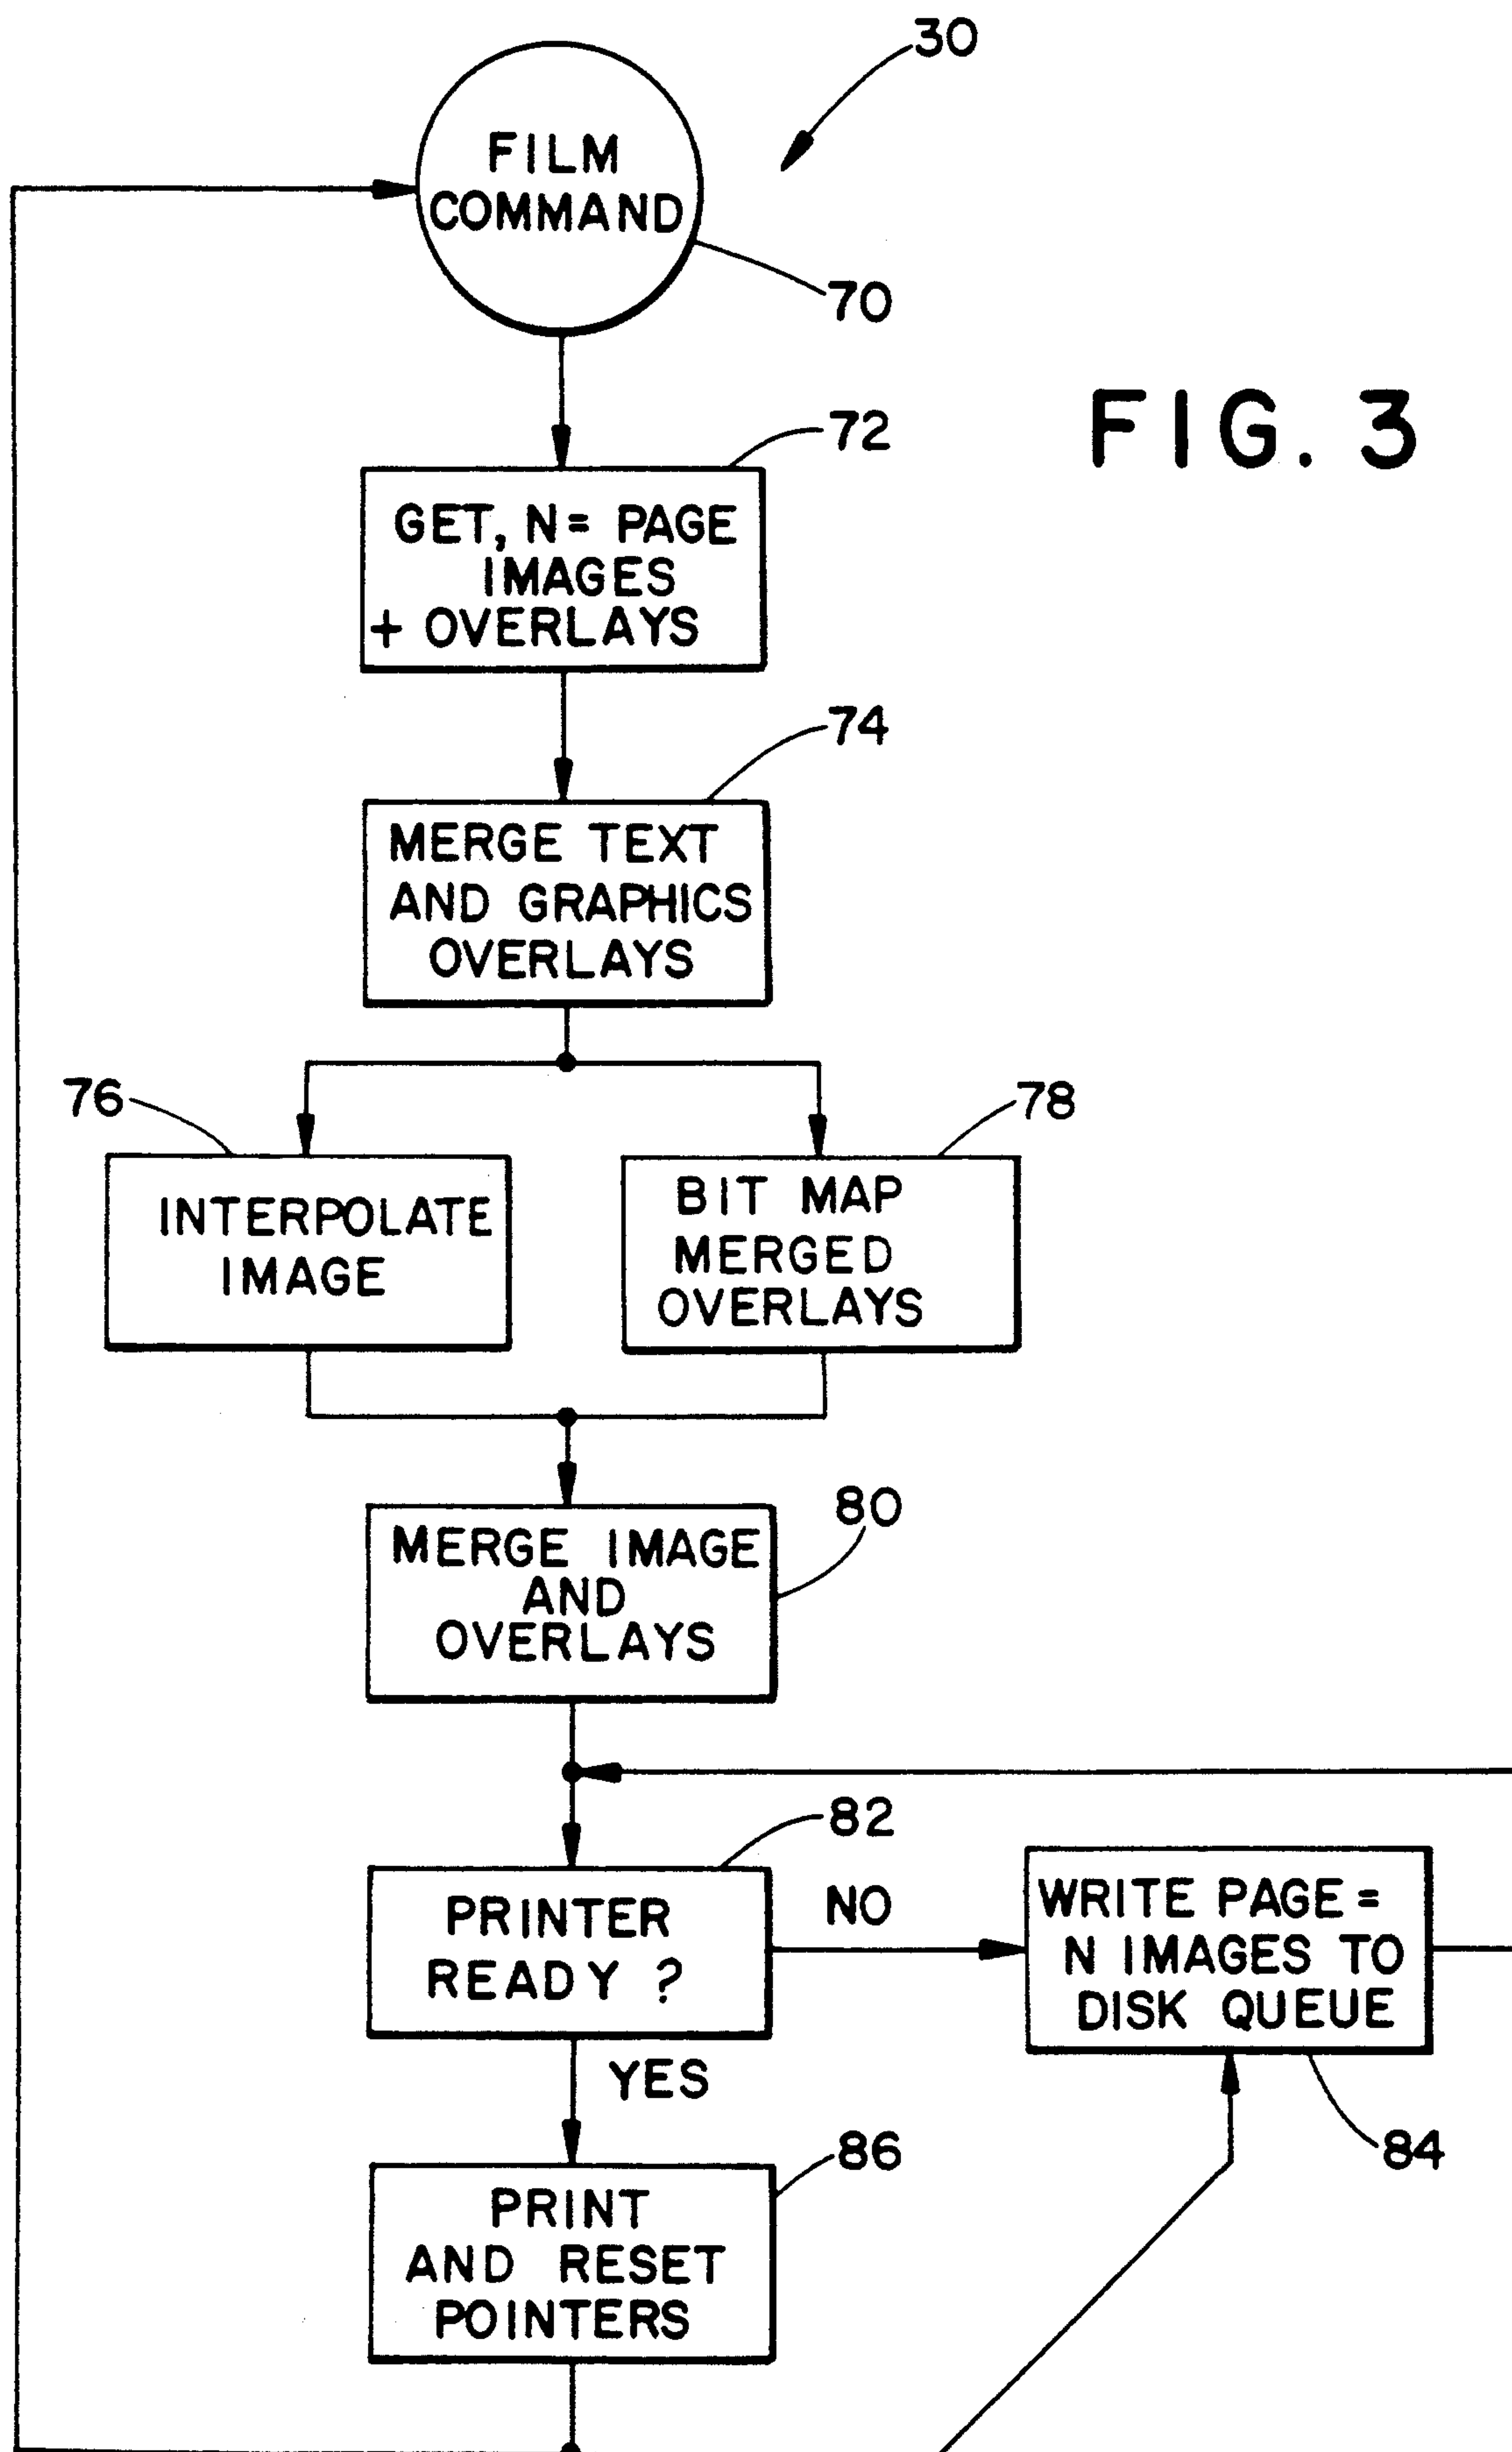 30
FILM
COMMAND
70
FIG. 3
72
GET, N = PAGE
IMAGES
+ OVERLAYS
74
MERGE TEXT
AND GRAPHICS
OVERLAYS
76
78
INTERPOLATE
IMAGE
BIT MAP
MERGED
OVERLAYS
80
MERGE IMAGE
AND
OVERLAYS
82
PRINTER
READY ?
NO
WRITE PAGE =
N IMAGES TO
DISK QUEUE
YES
84
86
PRINT
AND RESET
POINTERS